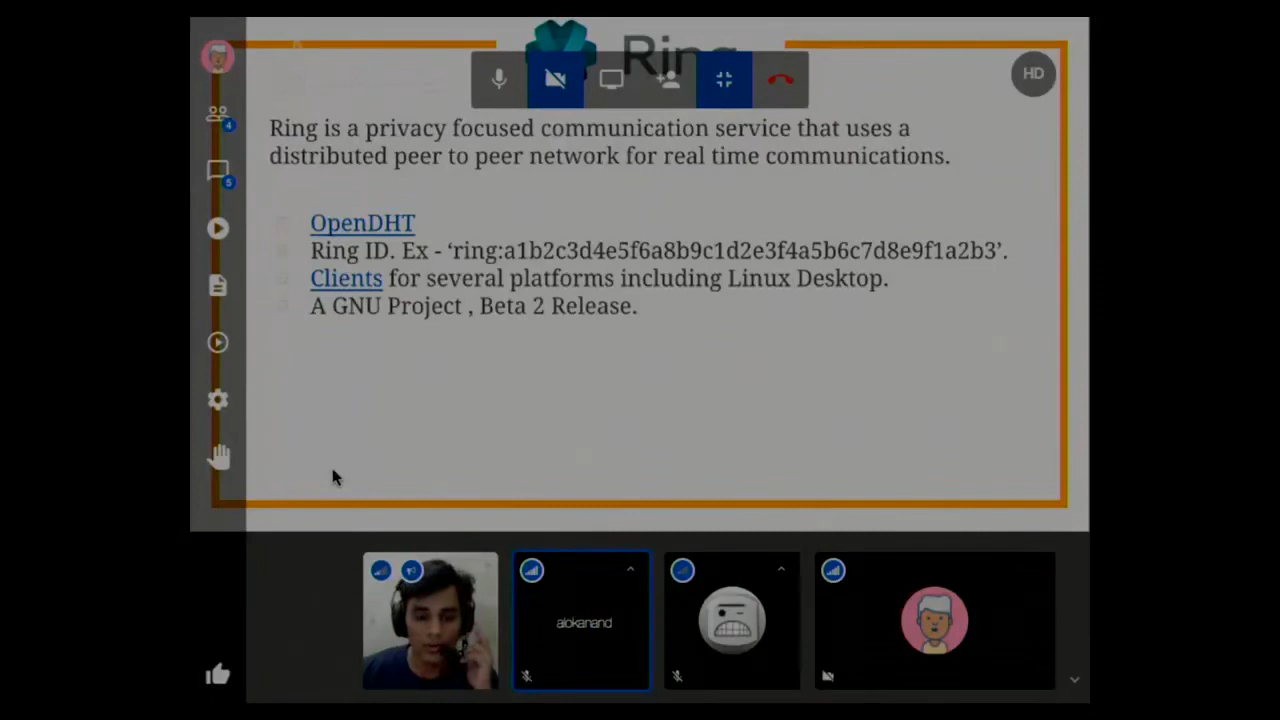 Ring
HD
Ring is a privacy focused communication service that uses a
distributed peer to peer network for real time communications.
4
5
OpenDHT
Ring ID. Ex - ‘ring:a1b2c3d4e5f6a8b9c1d2e3f4a5b6c7d8e9f1a2b3’.
Clients for several platforms including Linux Desktop.
A GNU Project , Beta 2 Release.
alokanand